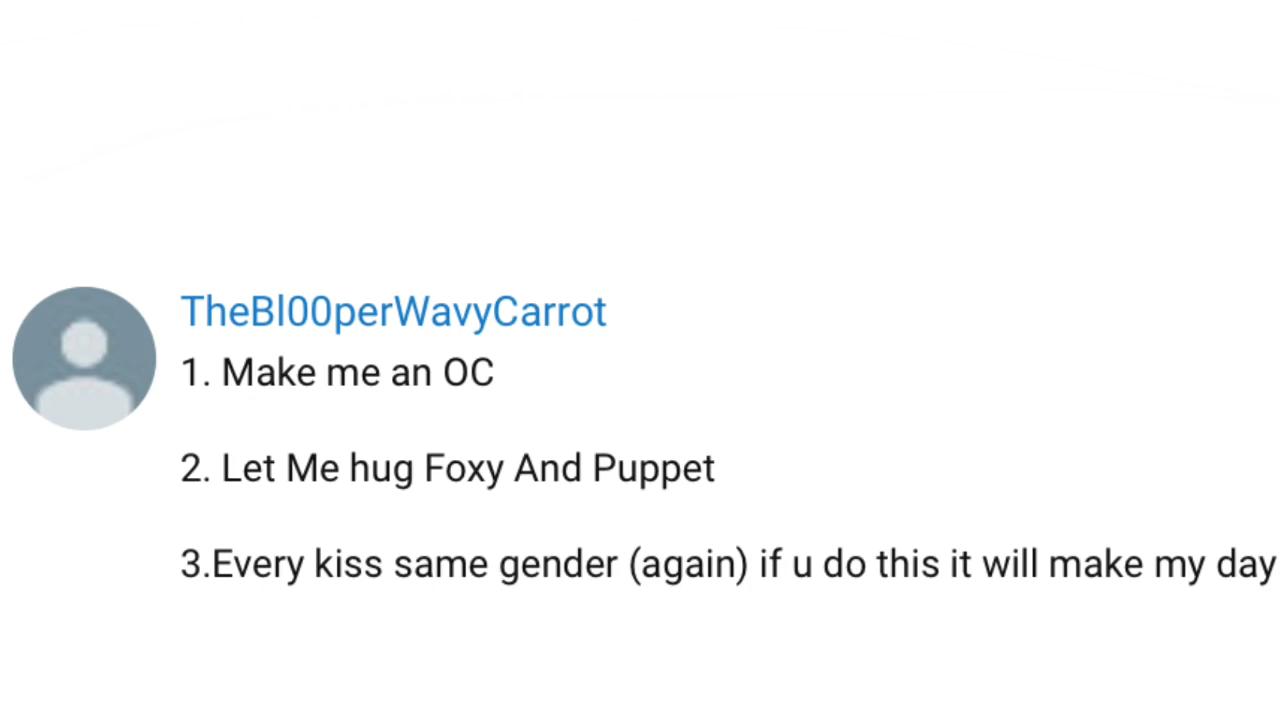 TheBl00perWavyCarrot
1. Make me an OC
2. Let Me hug Foxy And Puppet
3.Every kiss same gender (again) if u do this it will make my day